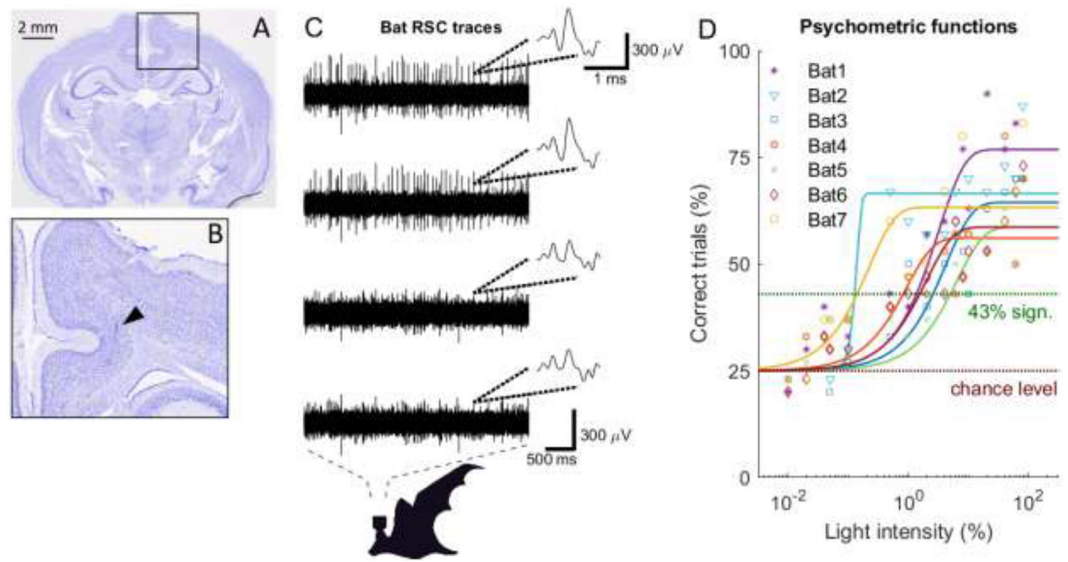 2 mm
A
B
C
Bat RSC traces
300 μV
1 ms
300 μV
500 ms
D
Psychometric functions
100
75
50
25
0
Correct trials (%)
Bat1
Bat2
Bat3
Bat4
Bat5
Bat6
Bat7
43% sign.
chance level
10-2
100
102
Light intensity (%)